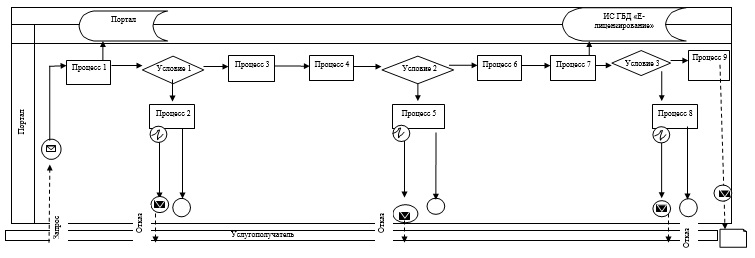 Портал
ИС ГБД «Е-
лицензирование»
Портал
Процесс 1
Условие 1
Процесс 3
Процесс 4
Условие 2
Процесс 6
Процесс 7
Условие 3
Процесс 9
Процесс 2
Процесс 5
Процесс 8
Запрос
Отказ
Отказ
Отказ
Услугополучатель